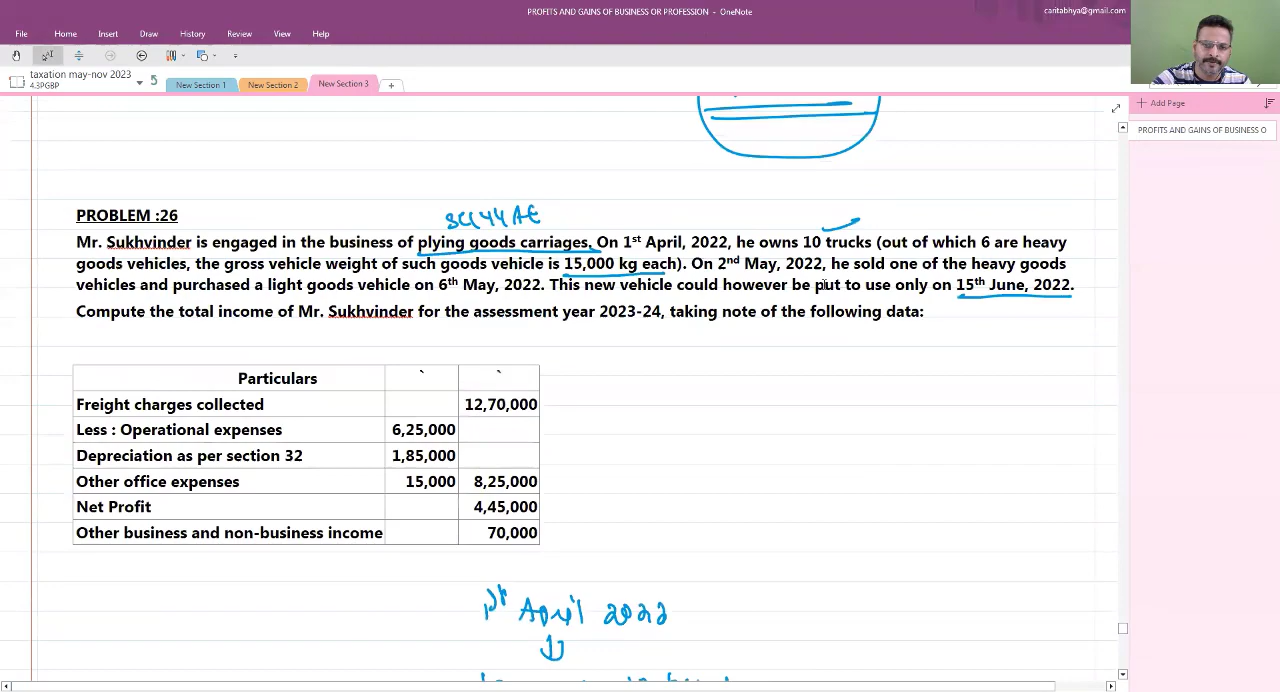 PROFITS AND GAINS OF BUSINESS OR PROFESSION - OneNote
caritabhya@gmail.com
File Home Insert Draw History Review View Help
taxation may-nov 2023
4.3PGBP
5
New Section 1 New Section 2 New Section 3 +
Add Page
PROFITS AND GAINS OF BUSINESS O
PROBLEM :26
44AE
Mr. Sukhvinder is engaged in the business of plying goods carriages. On 1st April, 2022, he owns 10 trucks (out of which 6 are heavy
goods vehicles, the gross vehicle weight of such goods vehicle is 15,000 kg each). On 2nd May, 2022, he sold one of the heavy goods
vehicles and purchased a light goods vehicle on 6th May, 2022. This new vehicle could however be put to use only on 15th June, 2022.
Compute the total income of Mr. Sukhvinder for the assessment year 2023-24, taking note of the following data:
Particulars ` `
Freight charges collected 12,70,000
Less : Operational expenses 6,25,000
Depreciation as per section 32 1,85,000
Other office expenses 15,000 8,25,000
Net Profit 4,45,000
Other business and non-business income 70,000
April 2022